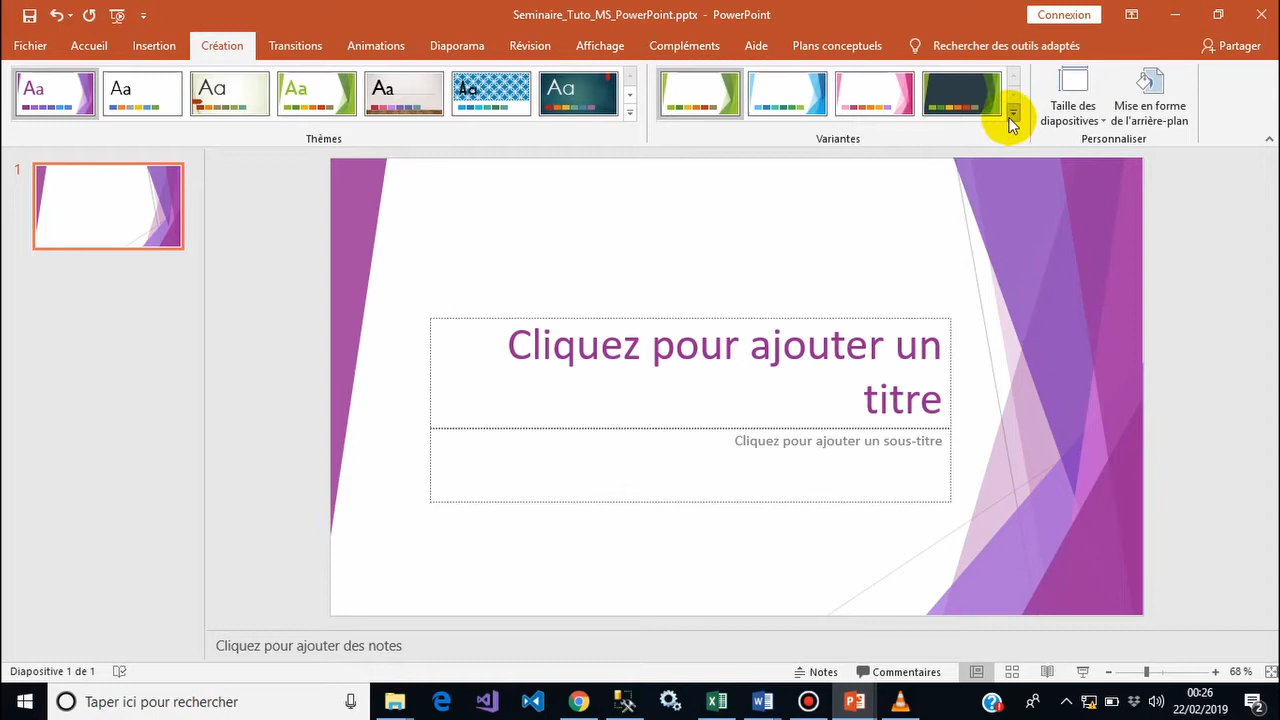 Seminaire_Tuto_MS_PowerPoint.pptx - PowerPoint
Connexion
Fichier Accueil Insertion Création Transitions Animations Diaporama Révision Affichage Compléments Aide Plans conceptuels Rechercher des outils adaptés Partager
Aa Aa Aa Aa Aa Aa Aa
Taille des diapositives
Mise en forme de l'arrière-plan
Thèmes Variantes Personnaliser
1
Cliquez pour ajouter un
titre
Cliquez pour ajouter un sous-titre
Cliquez pour ajouter des notes
Diapositive 1 de 1 Notes Commentaires 68 %
Taper ici pour rechercher
00:26
22/02/2019
2